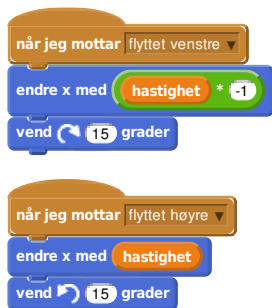 når jeg mottar flyttet venstre
endre x med hastighet * -1
vend 15 grader
når jeg mottar flyttet høyre
endre x med hastighet
vend 15 grader